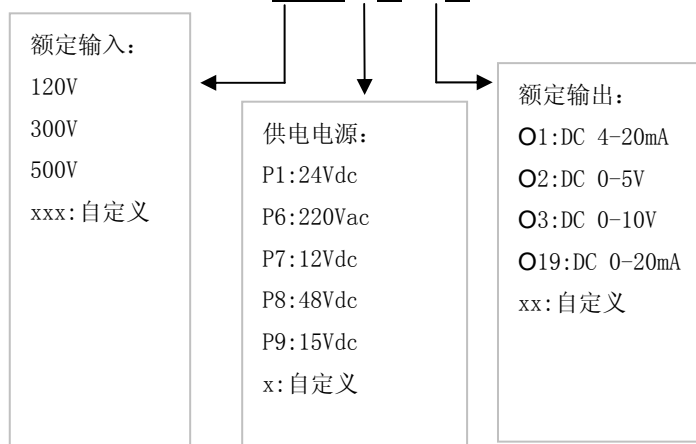 额定输入:
120V
300V
500V
xxx:自定义
供电电源:
P1:24Vdc
P6:220Vac
P7:12Vdc
P8:48Vdc
P9:15Vdc
x:自定义
额定输出:
O1:DC 4-20mA
O2:DC 0-5V
O3:DC 0-10V
O19:DC 0-20mA
xx:自定义